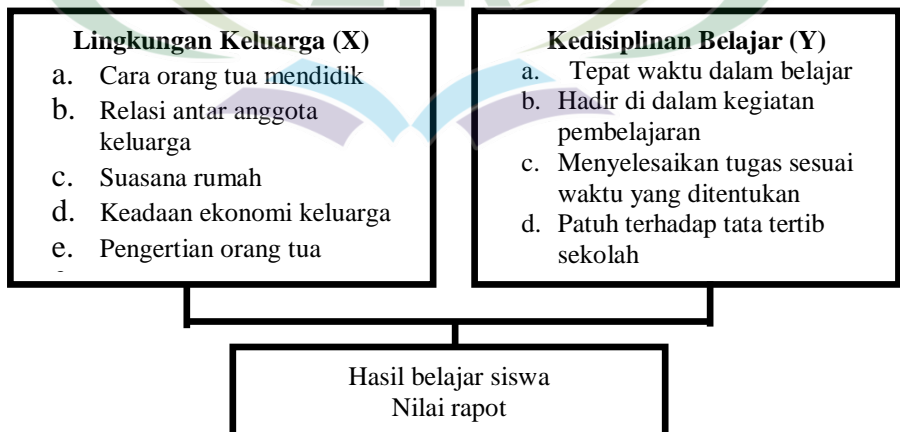 Lingkungan Keluarga (X)
a. Cara orang tua mendidik
b. Relasi antar anggota
keluarga
c. Suasana rumah
d. Keadaan ekonomi keluarga
e. Pengertian orang tua
Kedisiplinan Belajar (Y)
a. Tepat waktu dalam belajar
b. Hadir di dalam kegiatan
pembelajaran
c. Menyelesaikan tugas sesuai
waktu yang ditentukan
d. Patuh terhadap tata tertib
sekolah
Hasil belajar siswa
Nilai rapot